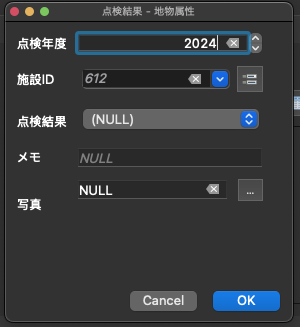 点検結果 - 地物属性
点検年度 2024
施設ID 612
点検結果 (NULL)
メモ NULL
写真 NULL ...
Cancel OK